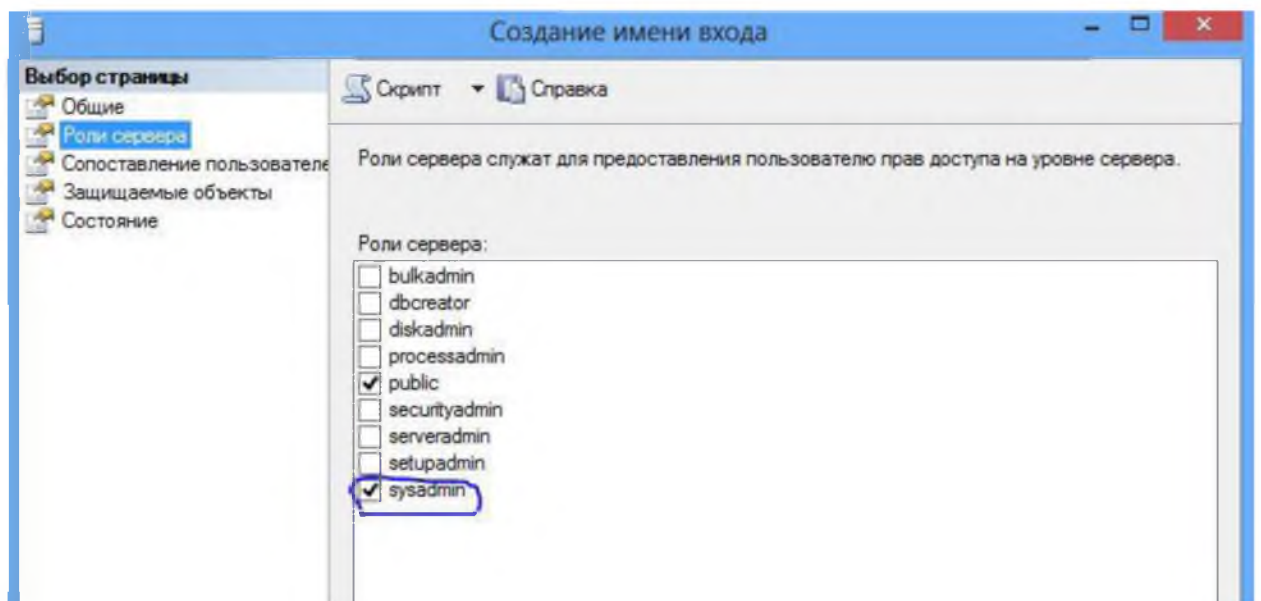 Создание имени входа
Выбор страницы
Общие
Роли сервера
Сопоставление пользователе
Защищаемые объекты
Состояние
Скрипт
Справка
Роли сервера служат для предоставления пользователю прав доступа на уровне сервера.
Роли сервера:
bulkadmin
dbcreator
diskadmin
processadmin
public
securityadmin
serveradmin
setupadmin
sysadmin